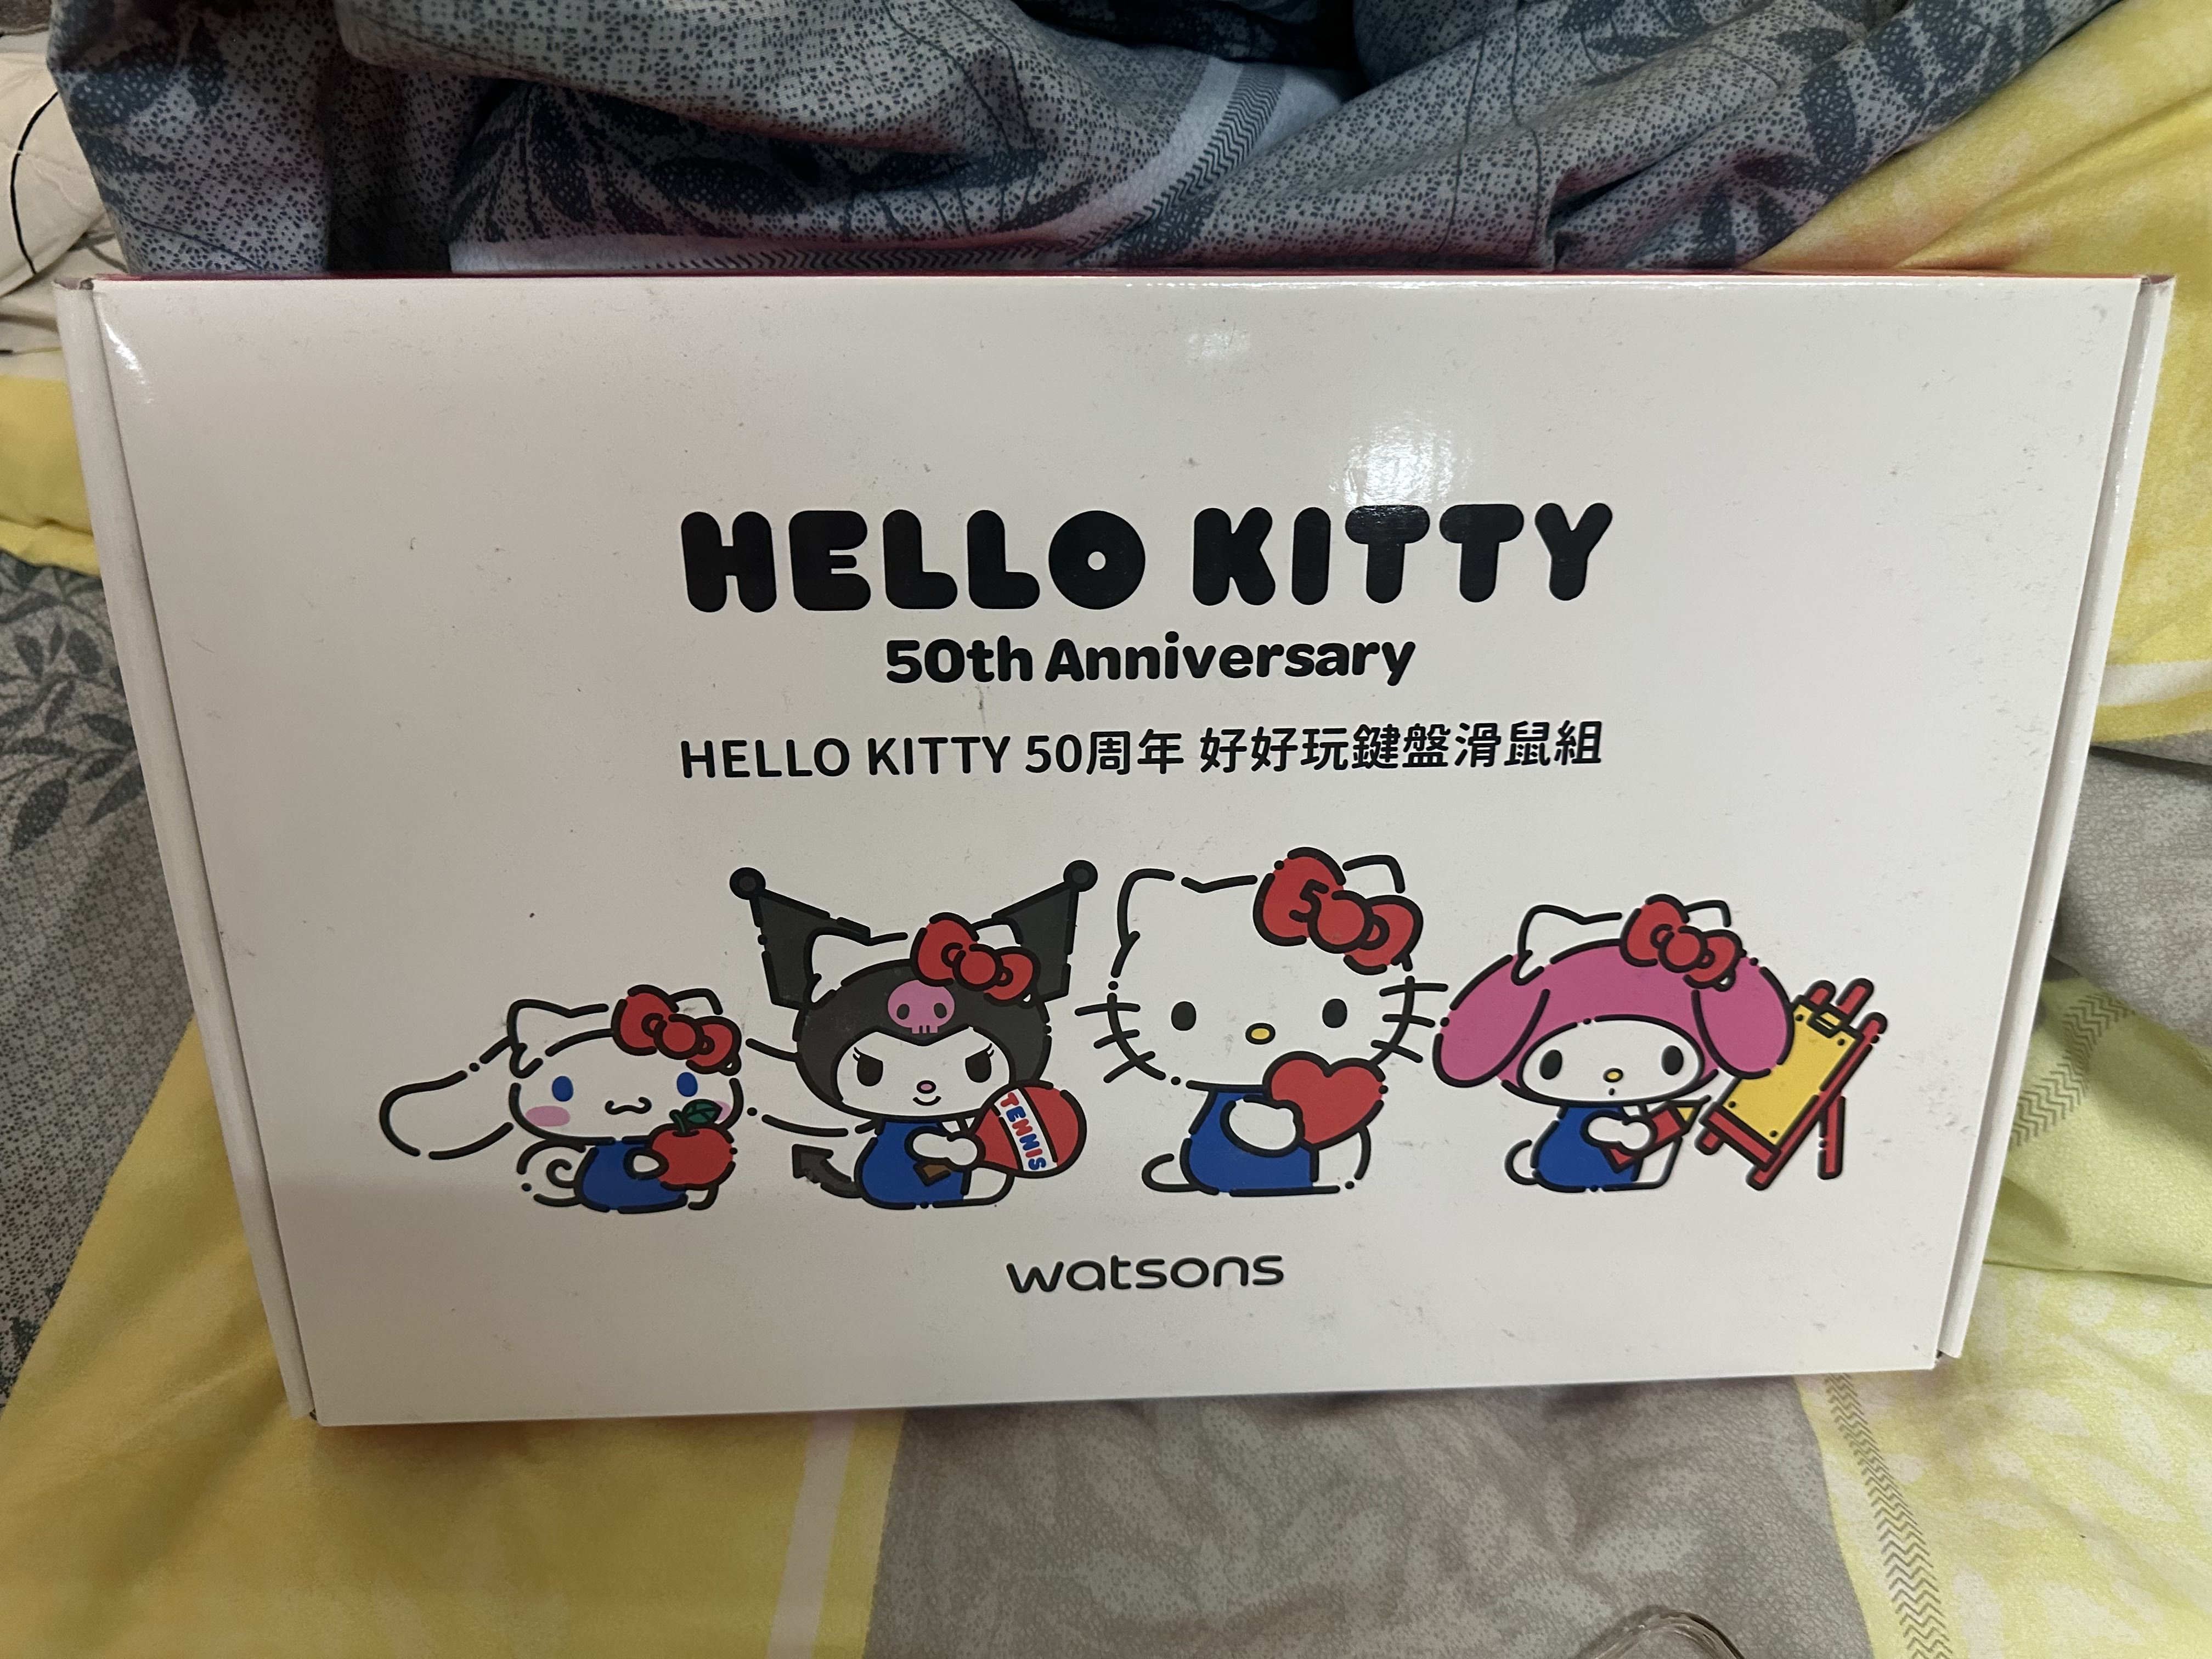 HELLO KITTY
50th Anniversary
HELLO KITTY 50周年 好好玩鍵盤滑鼠組
5
TENNIS
watsons